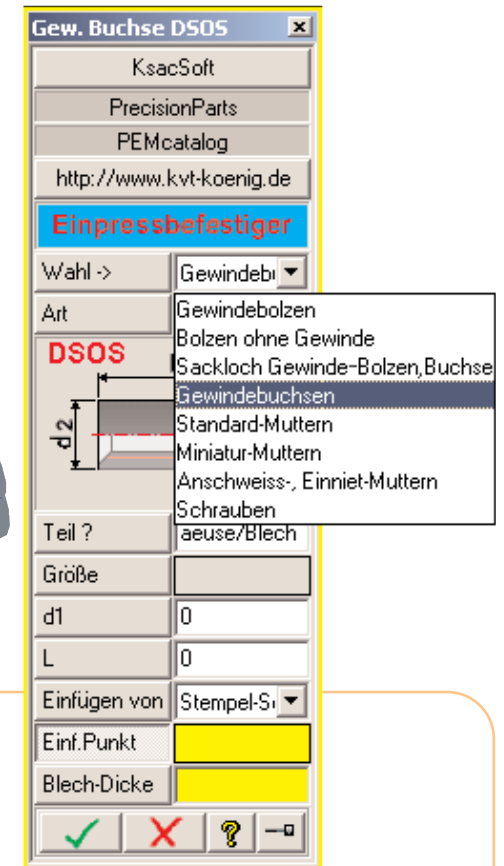 Gew. Buchse DSOS
KsacSoft
PrecisionParts
PEMcatalog
http://www.kvt-koenig.de
Einpressbefestiger
Wahl -> Gewindebu
Art
Gewindebolzen
Bolzen ohne Gewinde
DSOS
Sackloch Gewinde-Bolzen,Buchse
Gewindebuchsen
d2
Standard-Muttern
Miniatur-Muttern
Anschweiss-, Einniet-Muttern
Schrauben
Teil ? aeuse/Blech
Größe
d1 0
L 0
Einfügen von Stempel-S
Einf.Punkt
Blech-Dicke